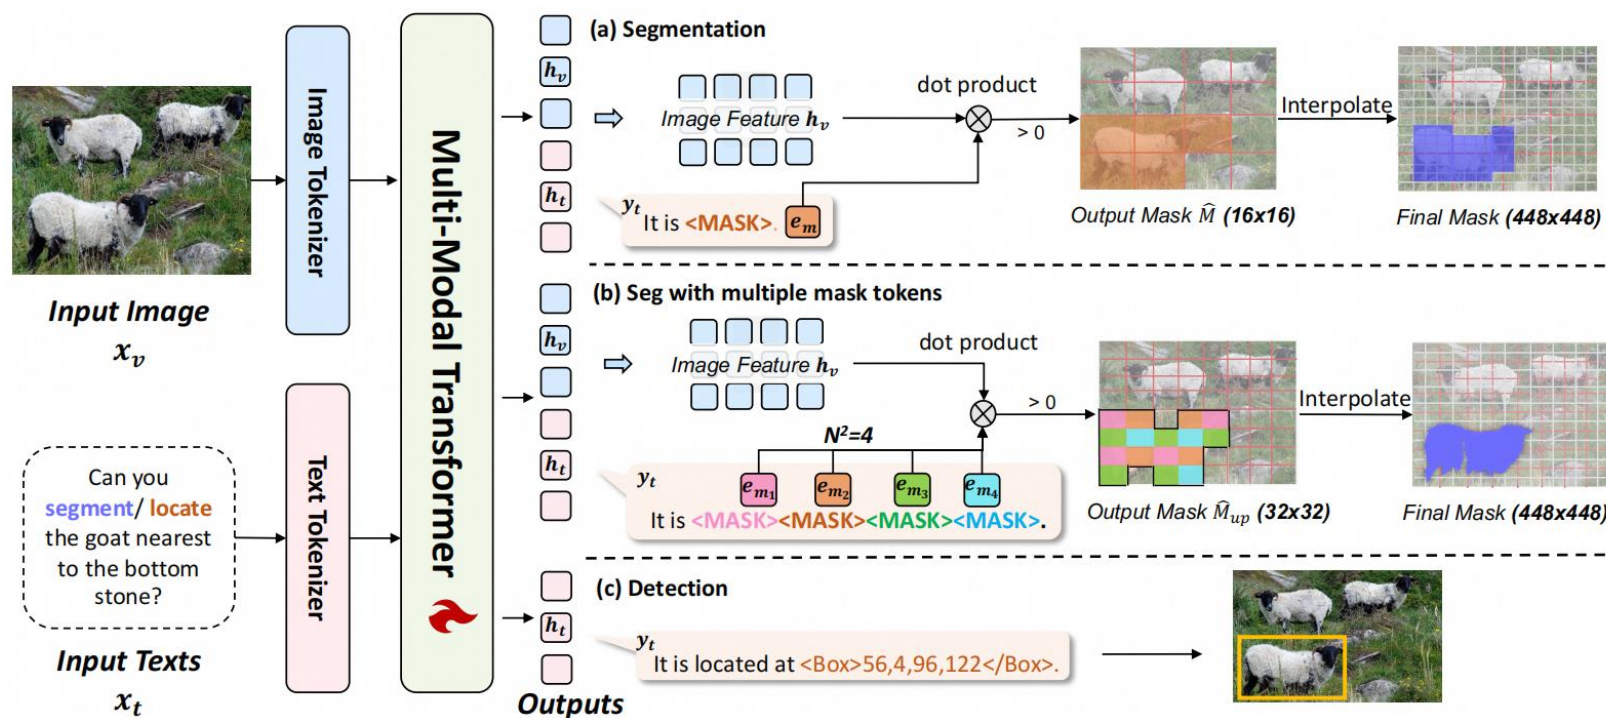 Input Image
x_v
Can you
segment/ locate
the goat nearest
to the bottom
stone?
Input Texts
x_t
Image Tokenizer
Text Tokenizer
Multi-Modal Transformer
h_v
h_t
h_v
h_t
h_t
Outputs
(a) Segmentation
Image Feature h_v
dot product
> 0
y_t
It is <MASK>. e_m
Output Mask M̂ (16x16)
Interpolate
Final Mask (448x448)
(b) Seg with multiple mask tokens
Image Feature h_v
dot product
> 0
N²=4
y_t
e_m₁ e_m₂ e_m₃ e_m₄
It is <MASK><MASK><MASK><MASK>.
Output Mask M̂_up (32x32)
Interpolate
Final Mask (448x448)
(c) Detection
y_t
It is located at <Box>56,4,96,122</Box>.